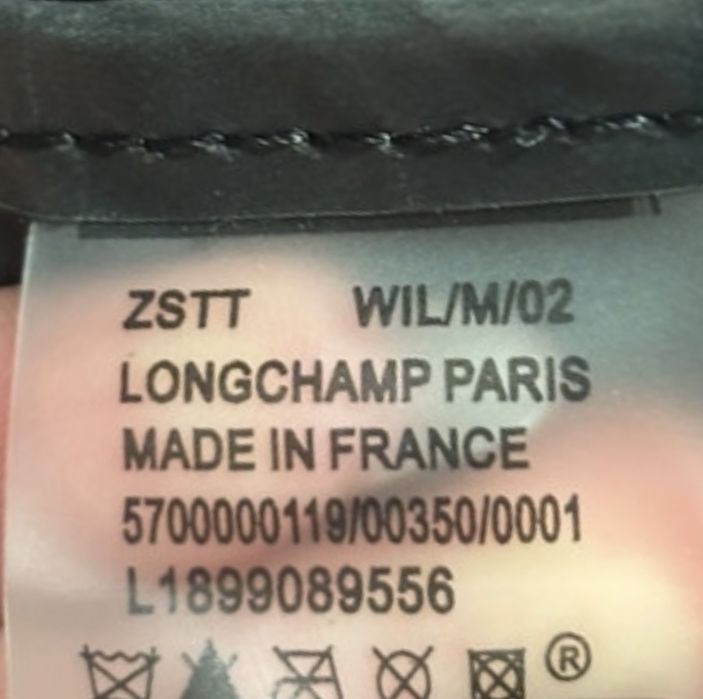 ZSTT WIL/M/02
LONGCHAMP PARIS
MADE IN FRANCE
5700000119/00350/0001
L1899089556
®